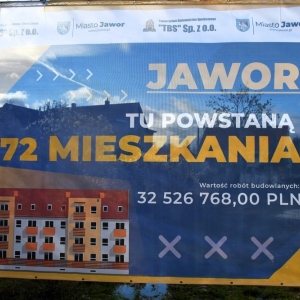 Miasto Jawor
"TBS" Sp. z o.o.
Miasto Jawor
JAWOR
TU POWSTANĄ
72 MIESZKANIA
Wartość robót budowlanych:
32 526 768,00 PLN